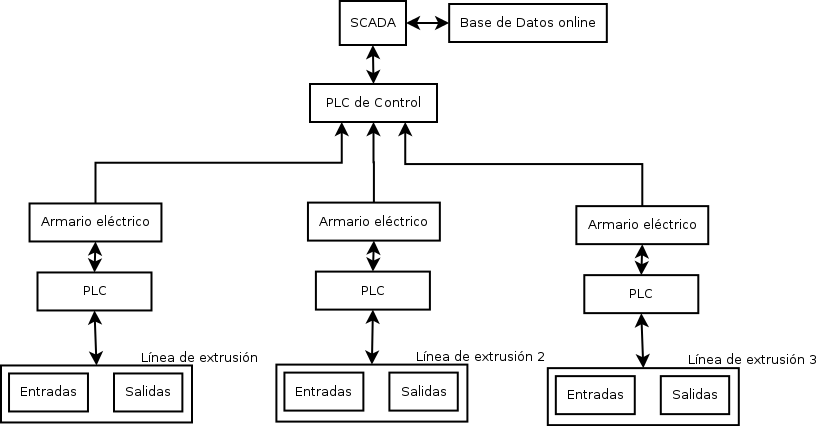 SCADA
Base de Datos online
PLC de Control
Armario eléctrico
Armario eléctrico
Armario eléctrico
PLC
PLC
PLC
Línea de extrusión
Línea de extrusión 2
Línea de extrusión 3
Entradas
Salidas
Entradas
Salidas
Entradas
Salidas